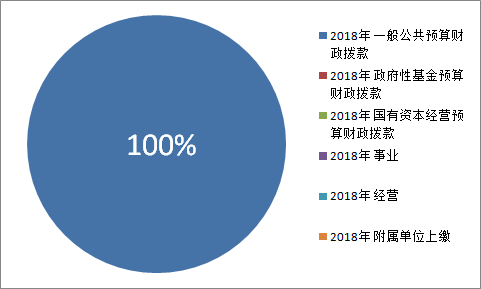 100%
2018年 一般公共预算财
政拨款
2018年 政府性基金预算
财政拨款
2018年 国有资本经营预
算财政拨款
2018年 事业
2018年 经营
2018年 附属单位上缴